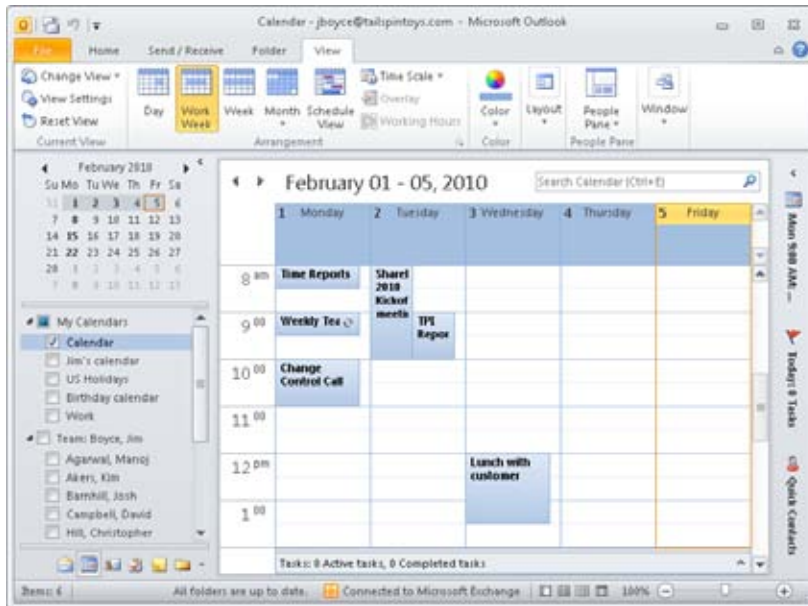 Calendar - jboyce@tailspintoys.com - Microsoft Outlook
File Home Send / Receive Folder View
Change View
View Settings
Reset View
Current View
Day
Work Week
Week
Month
Schedule View
Time Scale
Overlay
Working Hours
Arrangement
Color
Color
Layout
People Pane
People Pane
Window
February 2010
Su Mo Tu We Th Fr Sa
31 1 2 3 4 5 6
7 8 9 10 11 12 13
14 15 16 17 18 19 20
21 22 23 24 25 26 27
28 1 2 3 4 5 6
7 8 9 10 11 12 13
My Calendars
Calendar
Jim's calendar
US Holidays
Birthday calendar
Work
Team: Boyce, Jim
Agarwal, Manoj
Akers, Kim
Barnhill, Josh
Campbell, David
Hill, Christopher
February 01 - 05, 2010
Search Calendar (Ctrl+E)
1 Monday 2 Tuesday 3 Wednesday 4 Thursday 5 Friday
8 am
9 00
10 00
11 00
12 pm
1 00
Time Reports
Weekly Tea
Change
Control Call
Sharel
2010
Kickof
meetin
TPI
Repor
Lunch with
customer
Tasks: 0 Active tasks, 0 Completed tasks
Mon 9:00 AM: ...
Today: 0 Tasks
Quick Contacts
Items: 6 All folders are up to date. Connected to Microsoft Exchange 100%